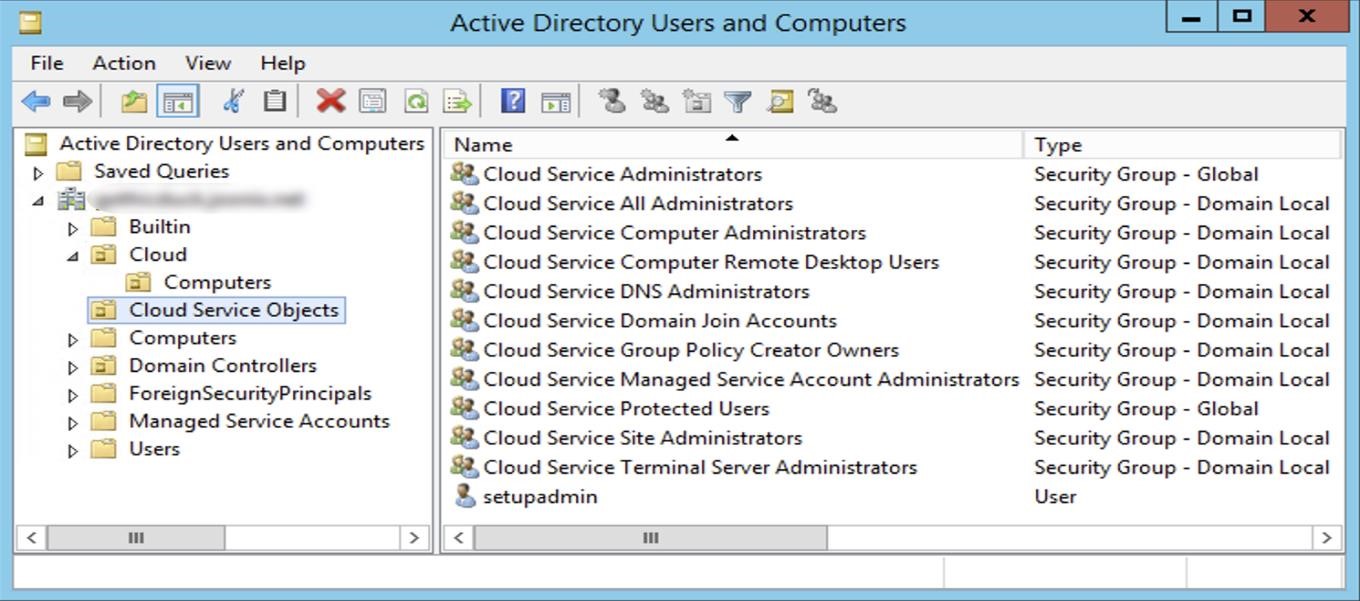 Active Directory Users and Computers
File Action View Help
Active Directory Users and Computers
Saved Queries
Builtin
Cloud
Computers
Cloud Service Objects
Computers
Domain Controllers
ForeignSecurityPrincipals
Managed Service Accounts
Users
Name Type
Cloud Service Administrators Security Group - Global
Cloud Service All Administrators Security Group - Domain Local
Cloud Service Computer Administrators Security Group - Domain Local
Cloud Service Computer Remote Desktop Users Security Group - Domain Local
Cloud Service DNS Administrators Security Group - Domain Local
Cloud Service Domain Join Accounts Security Group - Domain Local
Cloud Service Group Policy Creator Owners Security Group - Domain Local
Cloud Service Managed Service Account Administrators Security Group - Domain Local
Cloud Service Protected Users Security Group - Global
Cloud Service Site Administrators Security Group - Domain Local
Cloud Service Terminal Server Administrators Security Group - Domain Local
setupadmin User